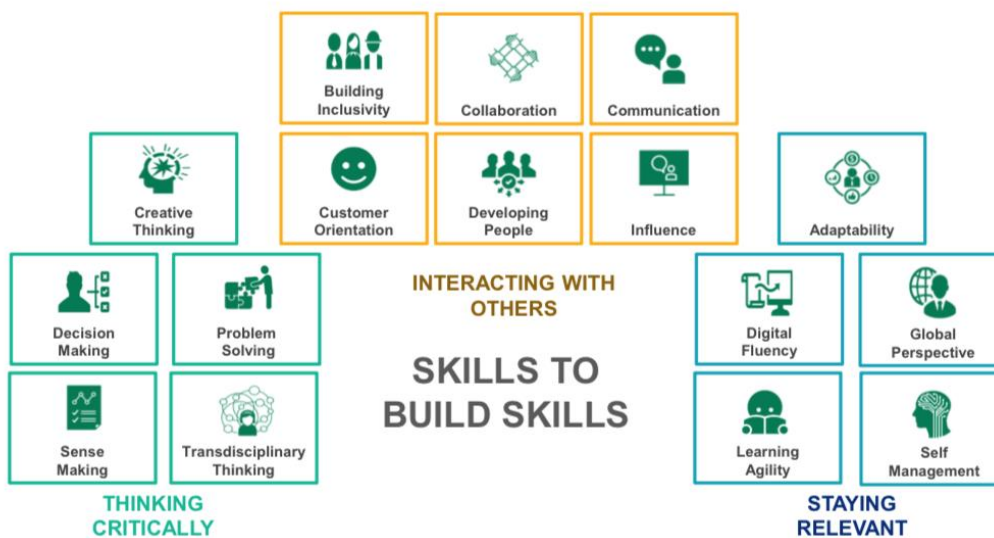 Building
Inclusivity
Collaboration
Communication
Creative
Thinking
Customer
Orientation
Developing
People
Influence
Adaptability
Decision
Making
Problem
Solving
INTERACTING WITH
OTHERS
Digital
Fluency
Global
Perspective
SKILLS TO
BUILD SKILLS
Sense
Making
Transdisciplinary
Thinking
Learning
Agility
Self
Management
THINKING
CRITICALLY
STAYING
RELEVANT